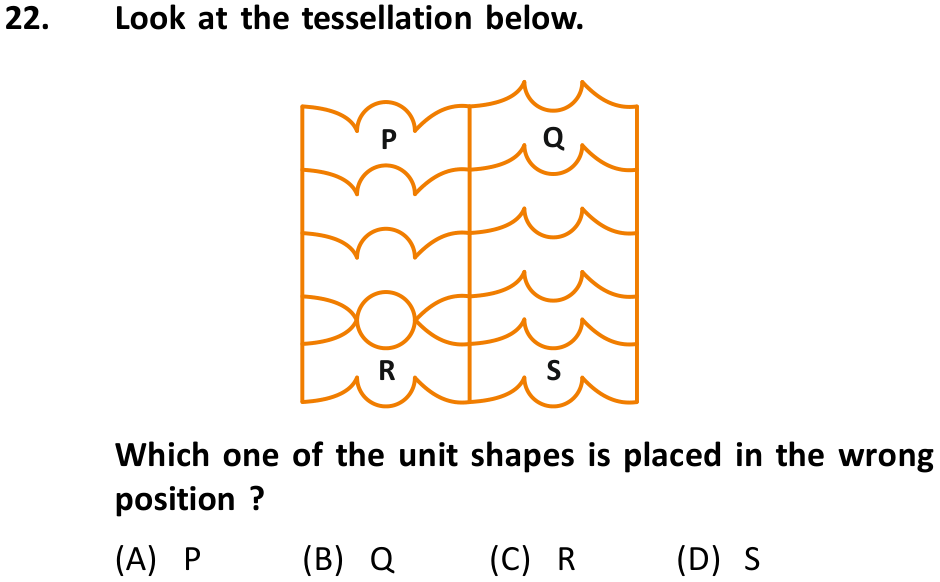 22. Look at the tessellation below.
P Q
R S
Which one of the unit shapes is placed in the wrong
position ?
(A) P (B) Q (C) R (D) S